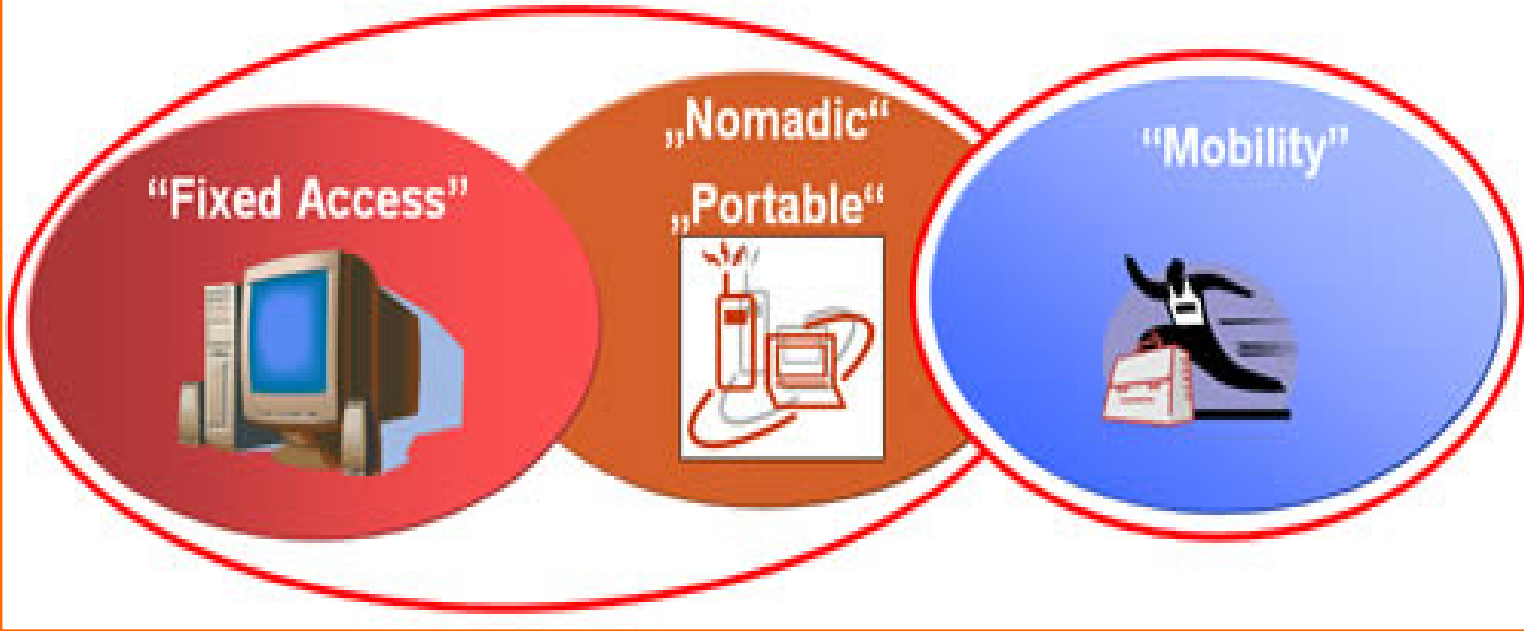 “Fixed Access”
„Nomadic“
„Portable“
“Mobility”